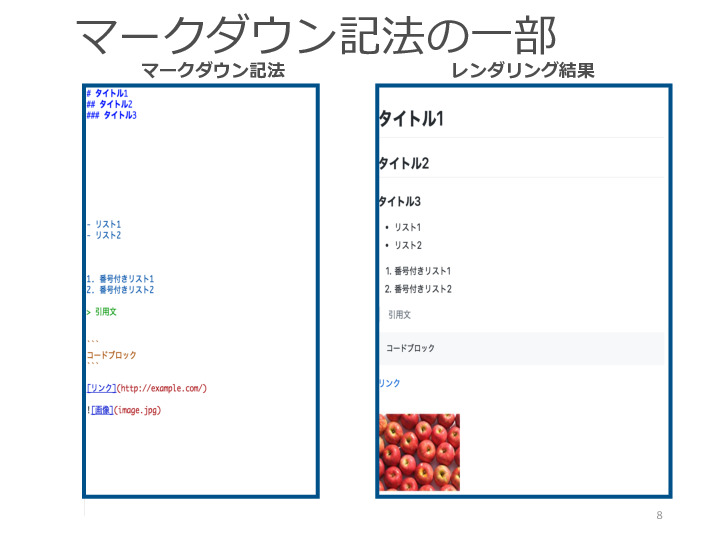 マークダウン記法の一部
マークダウン記法
# タイトル1
## タイトル2
### タイトル3
- リスト1
- リスト2
1. 番号付きリスト1
2. 番号付きリスト2
> 引用文
```
コードブロック
```
[リンク](http://example.com/)
![画像](image.jpg)
レンダリング結果
タイトル1
タイトル2
タイトル3
• リスト1
• リスト2
1. 番号付きリスト1
2. 番号付きリスト2
引用文
コードブロック
リンク
8